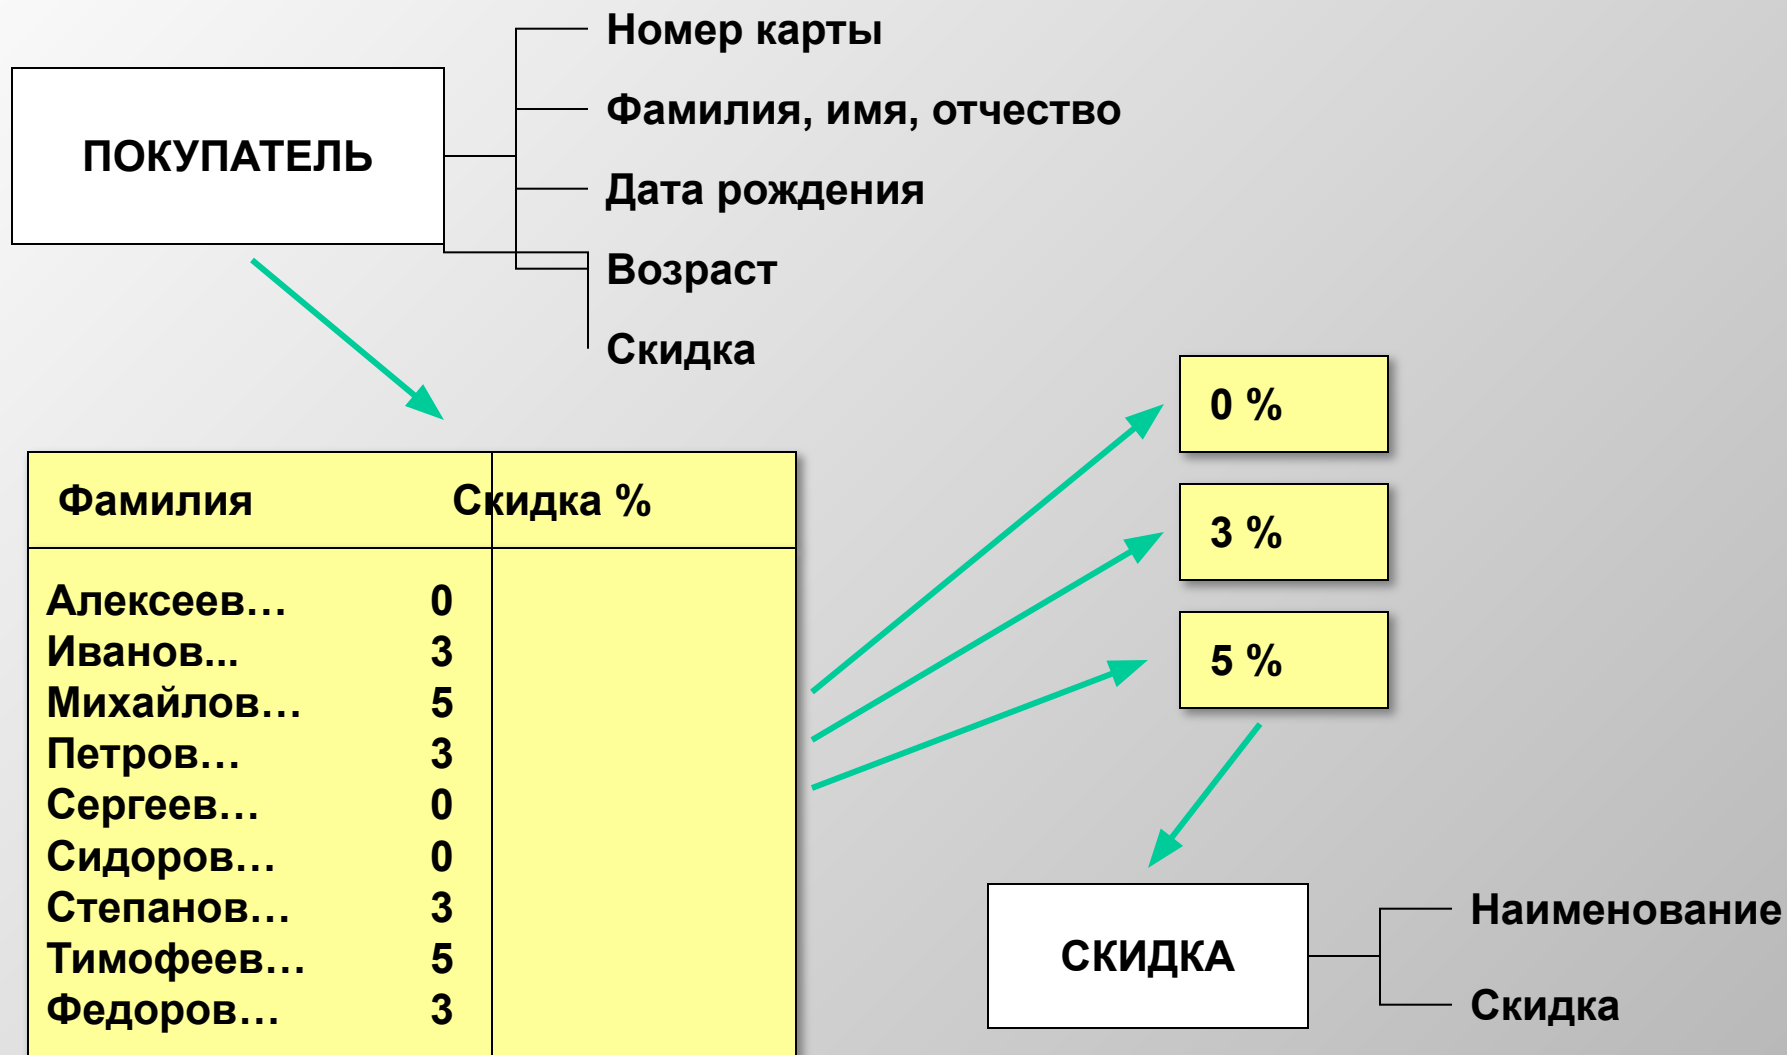 Номер карты
ПОКУПАТЕЛЬ
Фамилия, имя, отчество
Дата рождения
Возраст
Скидка
Фамилия Скидка %
Алексеев… 0
Иванов... 3
Михайлов… 5
Петров… 3
Сергеев… 0
Сидоров… 0
Степанов… 3
Тимофеев… 5
Федоров… 3
0 %
3 %
5 %
СКИДКА
Наименование
Скидка